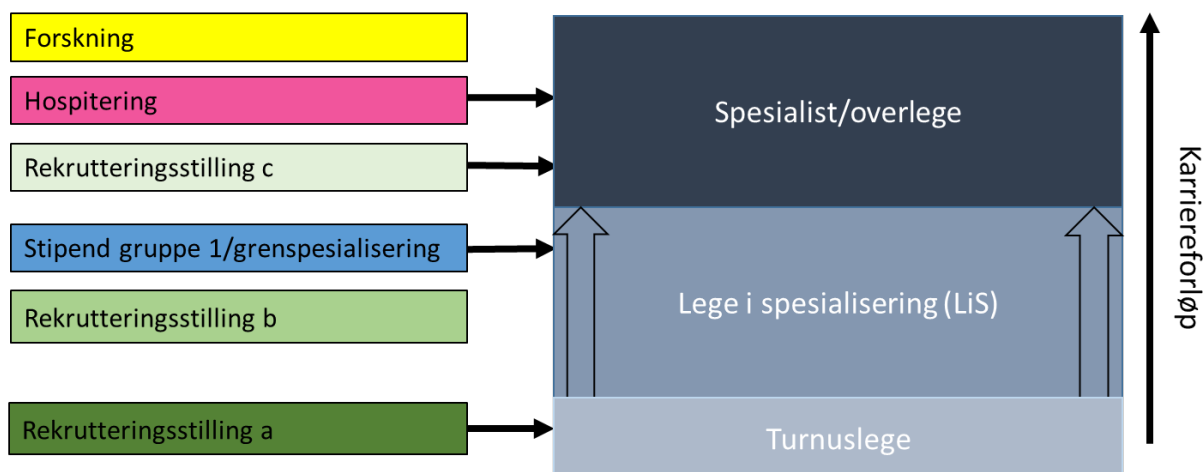 Forskning
Hospitering
Rekrutteringsstilling c
Stipend gruppe 1/grenspesialisering
Rekrutteringsstilling b
Rekrutteringsstilling a
Spesialist/overlege
Lege i spesialisering (LiS)
Turnuslege
Karriereforløp